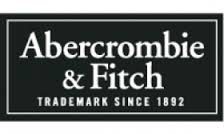 Abercrombie
& Fitch
TRADEMARK SINCE 1892